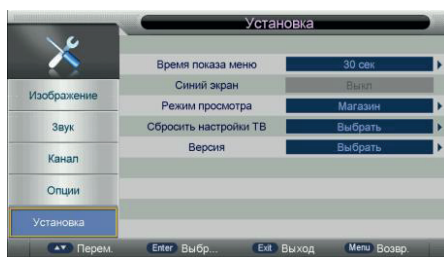 Установка
Время показа меню 30 сек
Синий экран Выкл
Режим просмотра Магазин
Сбросить настройки ТВ Выбрать
Версия Выбрать
Изображение
Звук
Канал
Опции
Установка
Перем. Enter Выбр... Exit Выход Menu Возвр.